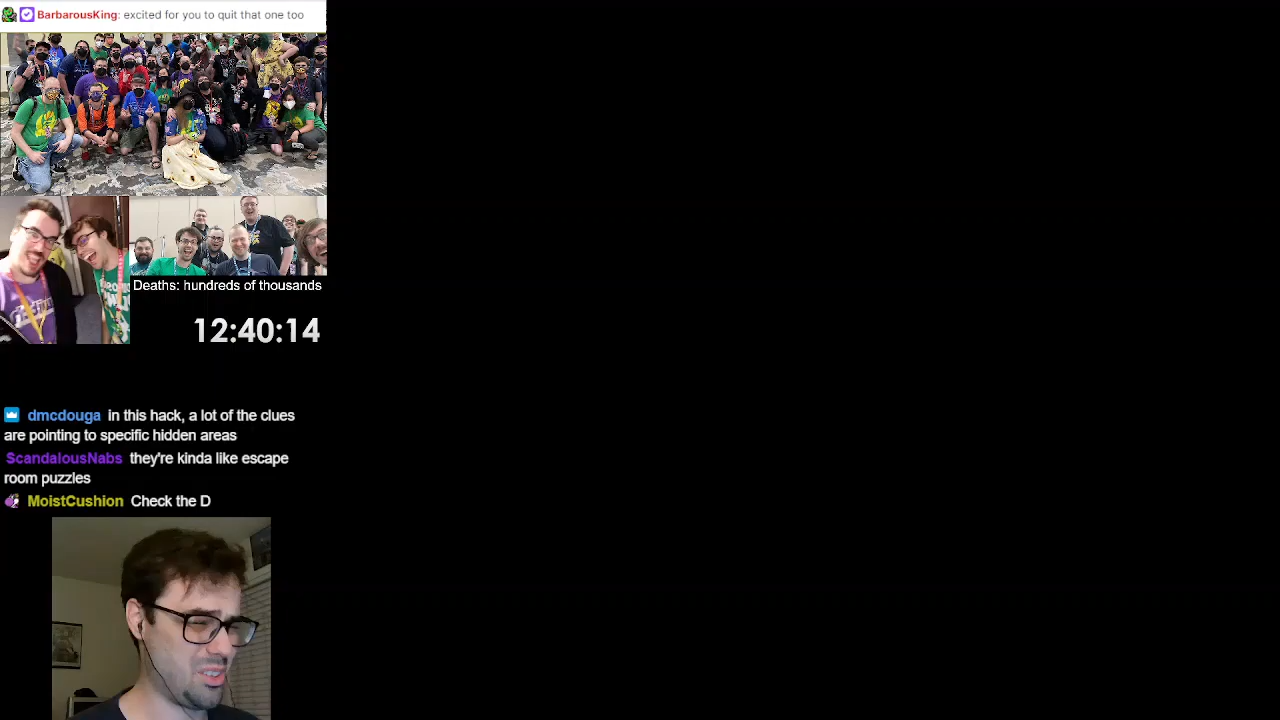 BarbarousKing: excited for you to quit that one too
Deaths: hundreds of thousands
12:40:14
dmcdouga in this hack, a lot of the clues
are pointing to specific hidden areas
ScandalousNabs they're kinda like escape
room puzzles
MoistCushion Check the D